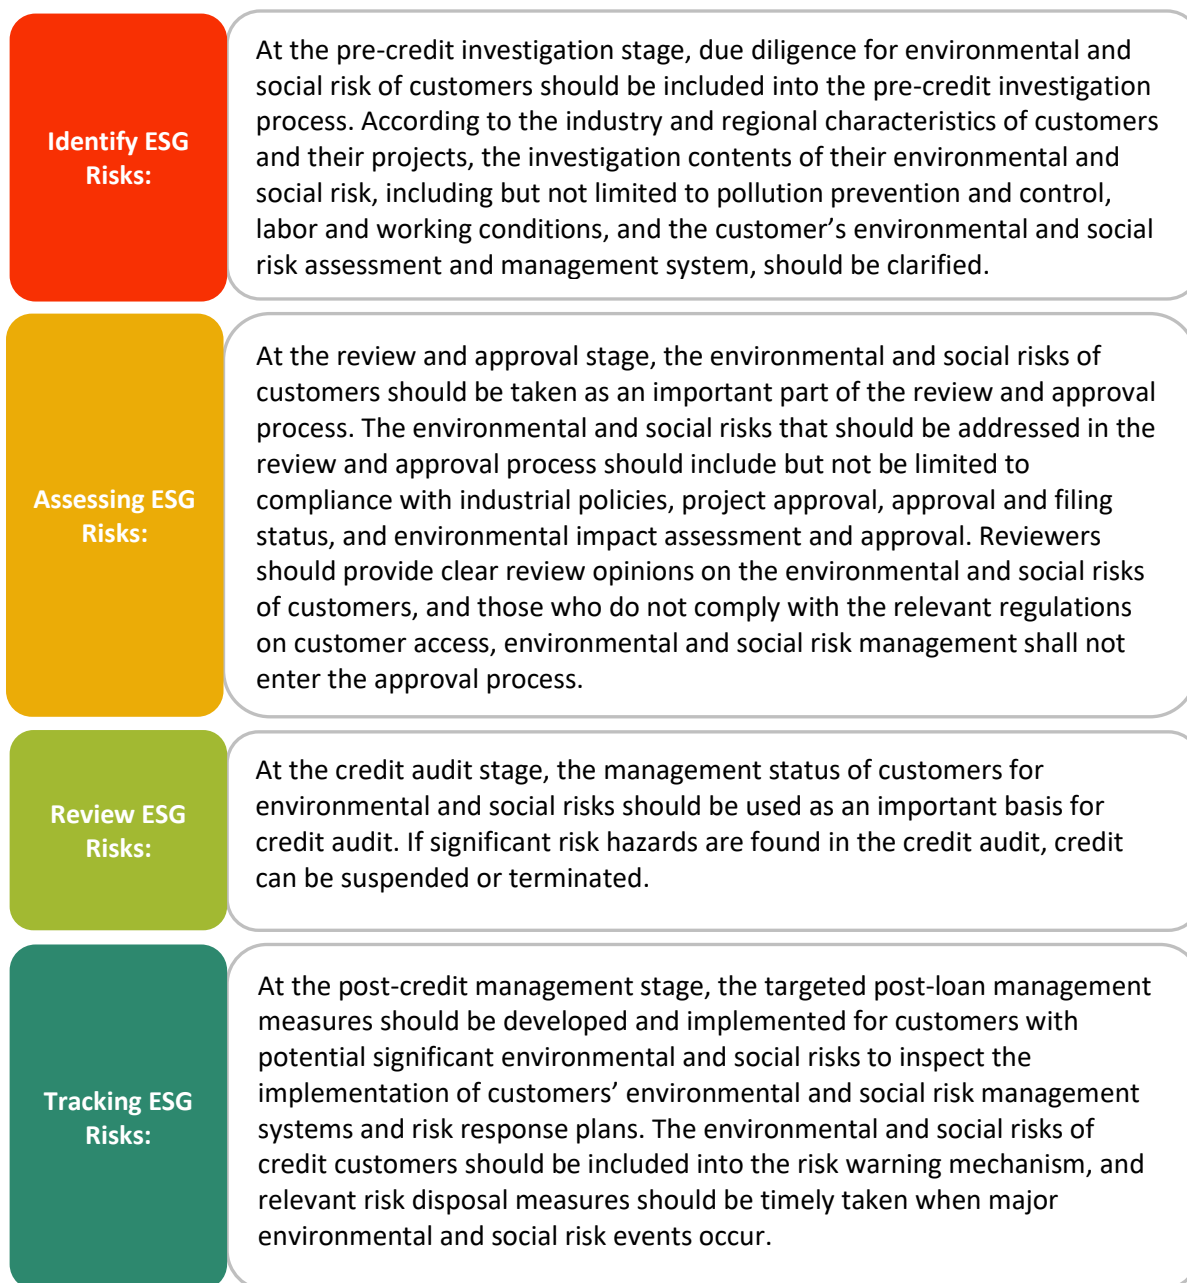 Identify ESG
Risks:
At the pre-credit investigation stage, due diligence for environmental and
social risk of customers should be included into the pre-credit investigation
process. According to the industry and regional characteristics of customers
and their projects, the investigation contents of their environmental and
social risk, including but not limited to pollution prevention and control,
labor and working conditions, and the customer’s environmental and social
risk assessment and management system, should be clarified.
Assessing ESG
Risks:
At the review and approval stage, the environmental and social risks of
customers should be taken as an important part of the review and approval
process. The environmental and social risks that should be addressed in the
review and approval process should include but not be limited to
compliance with industrial policies, project approval, approval and filing
status, and environmental impact assessment and approval. Reviewers
should provide clear review opinions on the environmental and social risks
of customers, and those who do not comply with the relevant regulations
on customer access, environmental and social risk management shall not
enter the approval process.
Review ESG
Risks:
At the credit audit stage, the management status of customers for
environmental and social risks should be used as an important basis for
credit audit. If significant risk hazards are found in the credit audit, credit
can be suspended or terminated.
Tracking ESG
Risks:
At the post-credit management stage, the targeted post-loan management
measures should be developed and implemented for customers with
potential significant environmental and social risks to inspect the
implementation of customers’ environmental and social risk management
systems and risk response plans. The environmental and social risks of
credit customers should be included into the risk warning mechanism, and
relevant risk disposal measures should be timely taken when major
environmental and social risk events occur.